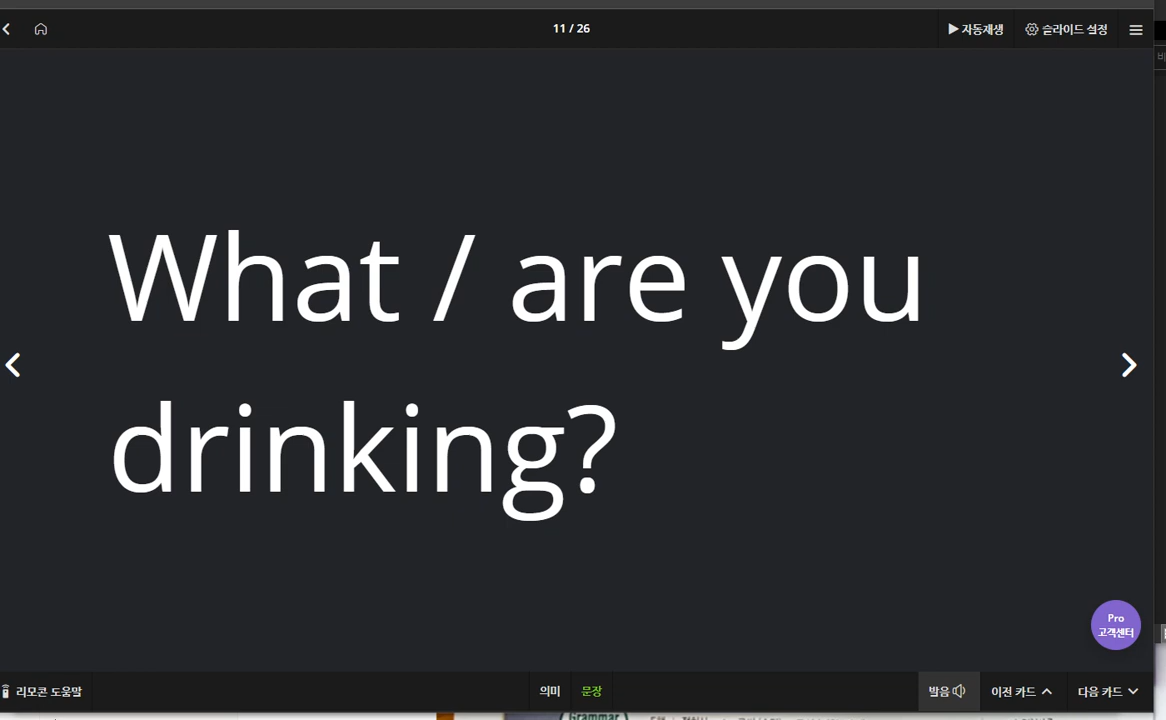 11 / 26
▶ 자동재생
슬라이드 설정
What / are you
drinking?
Pro
고객센터
리모콘 도움말
의미
문장
발음
이전 카드
다음 카드
Grammar